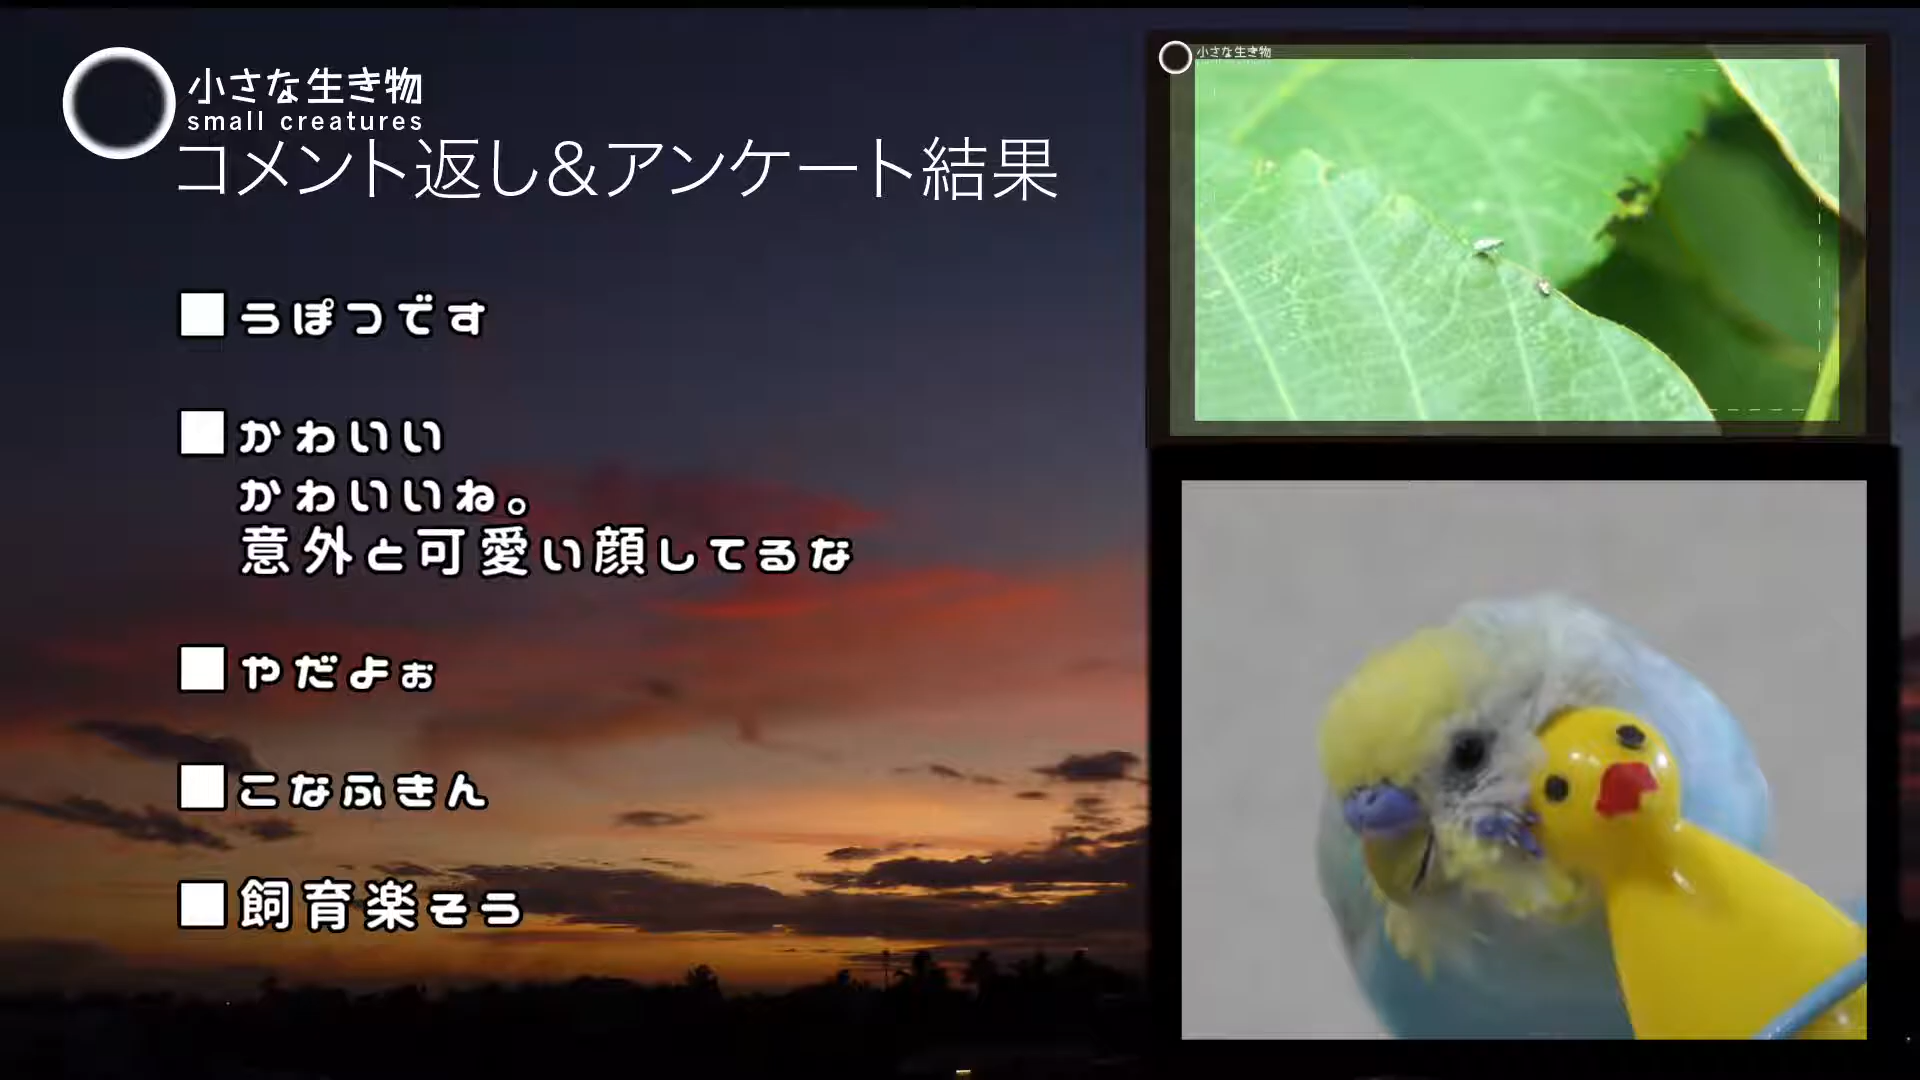 小さな生き物
small creatures
コメント返し&アンケート結果
■うぽつです
■かわいい
かわいいね。
意外と可愛い顔してるな
■やだよぉ
■こなふきん
■飼育楽そう
小さな生き物